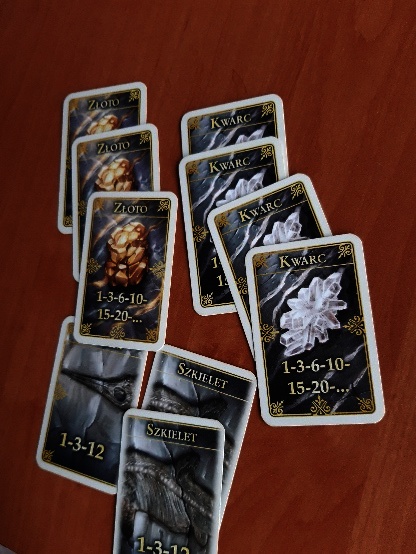 Złoto
Złoto
Złoto
1-3-6-10-
15-20-...
Kwarc
Kwarc
Kwarc
Kwarc
1-3-6-10-
15-20-...
1-3-12
Szkielet
Szkielet
1-3-12